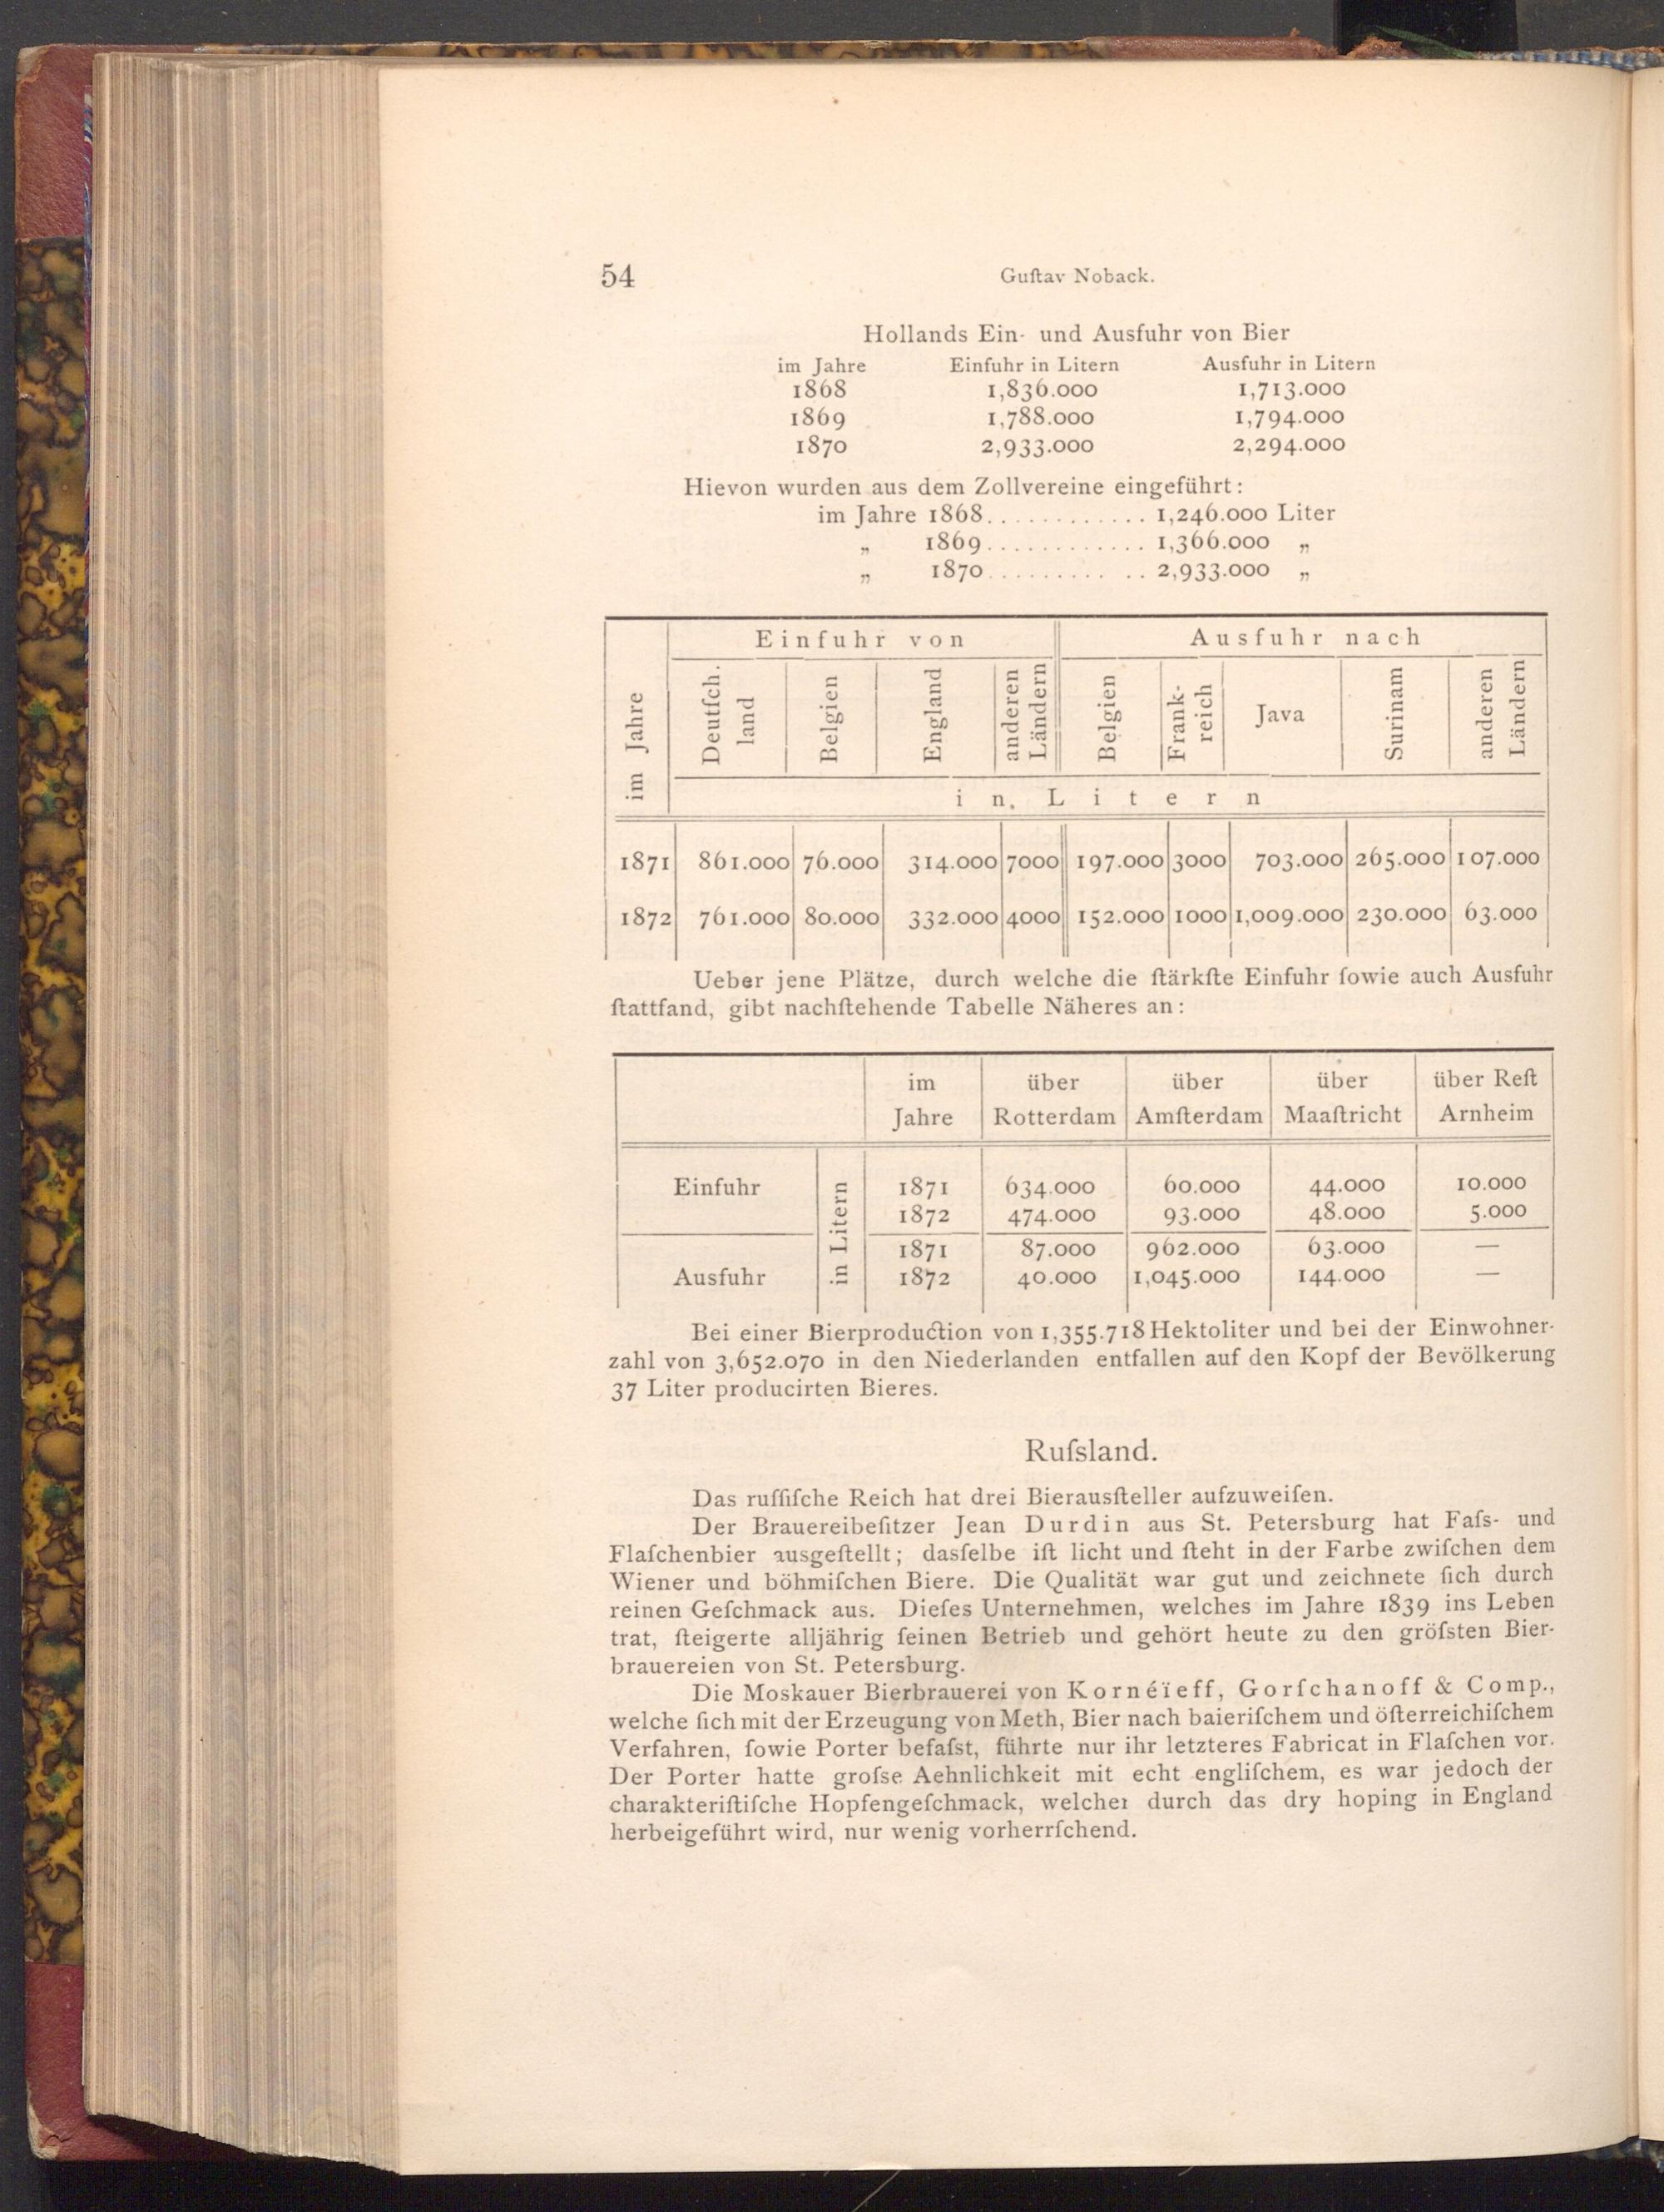 54 Guſtav Noback.
Hollands Ein- und Ausfuhr von Bier
im Jahre Einfuhr in Litern Ausfuhr in Litern
1868 1,836.000 1,713.000
1869 1,788.000 1,794.000
1870 2,933.000 2,294.000
Hievon wurden aus dem Zollvereine eingeführt:
im Jahre 1868............ 1,246.000 Liter
„ 1869............ 1,366.000 „
„ 1870......... .. 2,933.000 „
Einfuhr von Ausfuhr nach
im Jahre Deutſch. land Belgien England anderen Ländern Belgien Frank- reich Java Surinam anderen Ländern
in Litern
1871 861.000 76.000 314.000 7000 197.000 3000 703.000 265.000 107.000
1872 761.000 80.000 332.000 4000 152.000 1000 1,009.000 230.000 63.000
Ueber jene Plätze, durch welche die ſtärkſte Einfuhr ſowie auch Ausfuhr
ſtattfand, gibt nachſtehende Tabelle Näheres an:
im über über über über Reſt
Jahre Rotterdam Amſterdam Maaſtricht Arnheim
Einfuhr in Litern 1871 634.000 60.000 44.000 10.000
1872 474.000 93.000 48.000 5.000
1871 87.000 962.000 63.000 —
Ausfuhr 1872 40.000 1,045.000 144.000 —
Bei einer Bierproduction von 1,355.718 Hektoliter und bei der Einwohner-
zahl von 3,652.070 in den Niederlanden entfallen auf den Kopf der Bevölkerung
37 Liter producirten Bieres.
Ruſsland.
Das ruſſiſche Reich hat drei Bierausſteller aufzuweiſen.
Der Brauereibeſitzer Jean Durdin aus St. Petersburg hat Faſs- und
Flaſchenbier ausgeſtellt; dasſelbe iſt licht und ſteht in der Farbe zwiſchen dem
Wiener und böhmiſchen Biere. Die Qualität war gut und zeichnete ſich durch
reinen Geſchmack aus. Dieſes Unternehmen, welches im Jahre 1839 ins Leben
trat, ſteigerte alljährig ſeinen Betrieb und gehört heute zu den gröſsten Bier-
brauereien von St. Petersburg.
Die Moskauer Bierbrauerei von Kornéïeff, Gorſchanoff & Comp.,
welche ſich mit der Erzeugung von Meth, Bier nach baieriſchem und öſterreichiſchem
Verfahren, ſowie Porter befaſst, führte nur ihr letzteres Fabricat in Flaſchen vor.
Der Porter hatte groſse Aehnlichkeit mit echt engliſchem, es war jedoch der
charakteriſtiſche Hopfengeſchmack, welcher durch das dry hoping in England
herbeigeführt wird, nur wenig vorherrſchend.